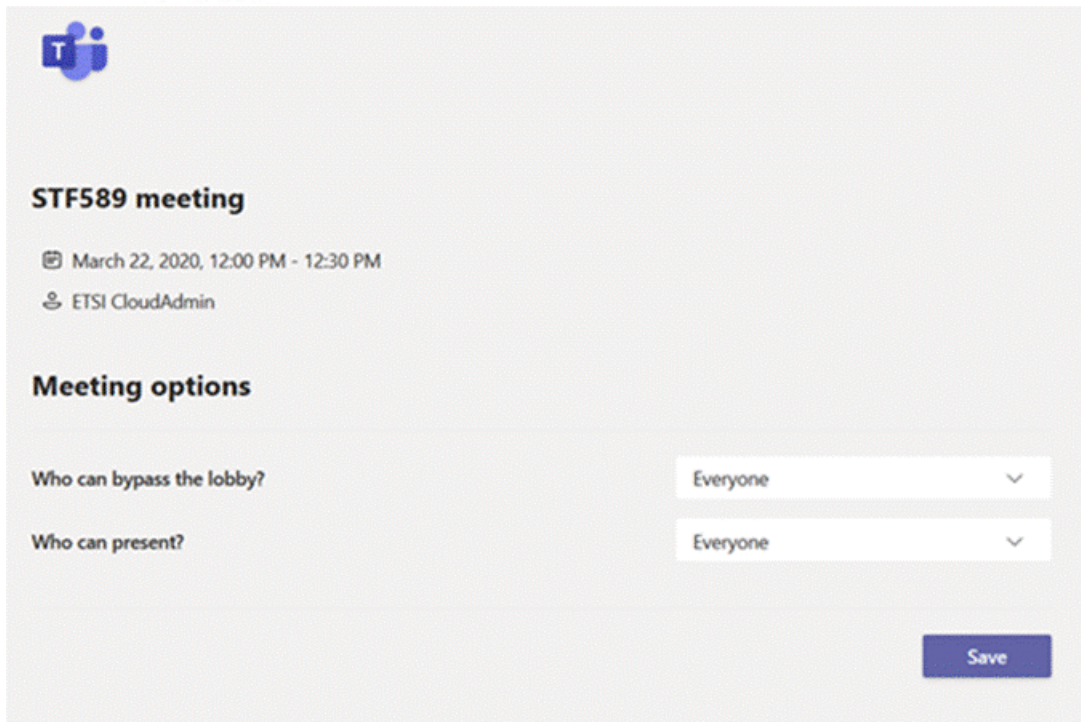 T
STF589 meeting
March 22, 2020, 12:00 PM - 12:30 PM
ETSI CloudAdmin
Meeting options
Who can bypass the lobby? Everyone
Who can present? Everyone
Save